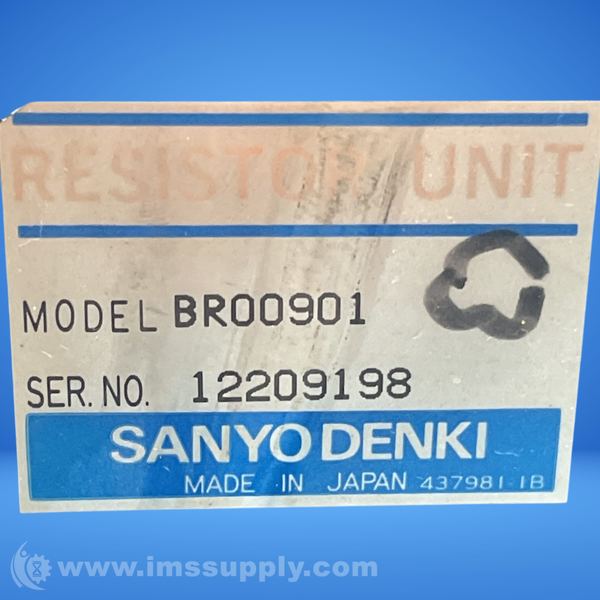 RESISTOR UNIT
MODEL BR00901
SER. NO. 12209198
SANYO DENKI
MADE IN JAPAN 437981-1B
www.imssupply.com